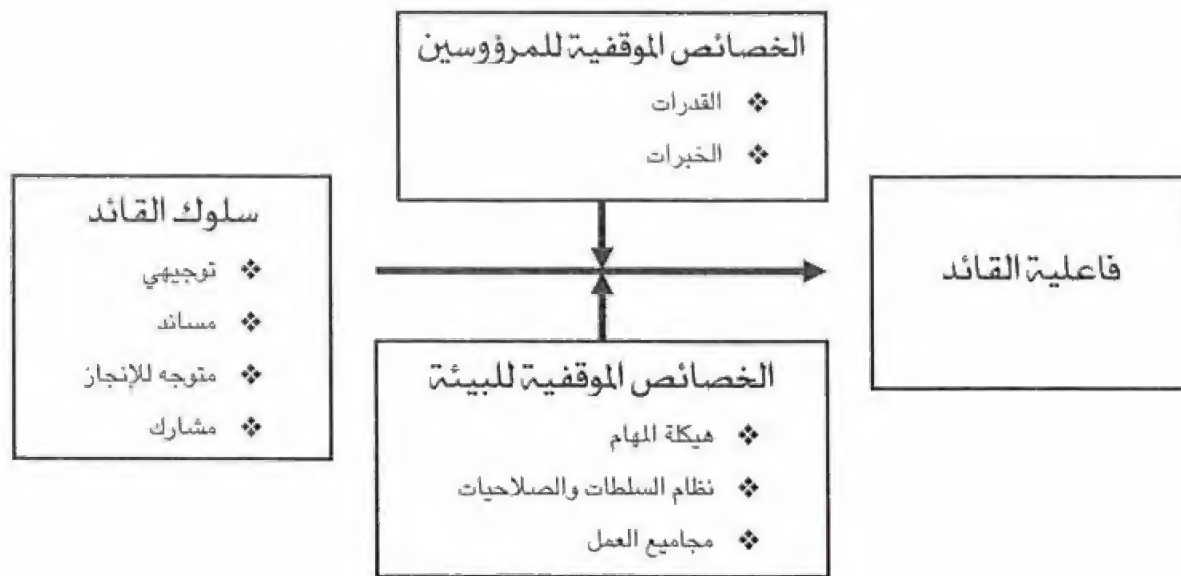 الخصائص الموقفية للمرؤوسين
❖ القدرات
❖ الخبرات
سلوك القائد
❖ توجيهي
❖ مساند
❖ متوجه للإنجاز
❖ مشارك
فاعلية القائد
الخصائص الموقفية للبيئة
❖ هيكلة المهام
❖ نظام السلطات والصلاحيات
❖ مجاميع العمل